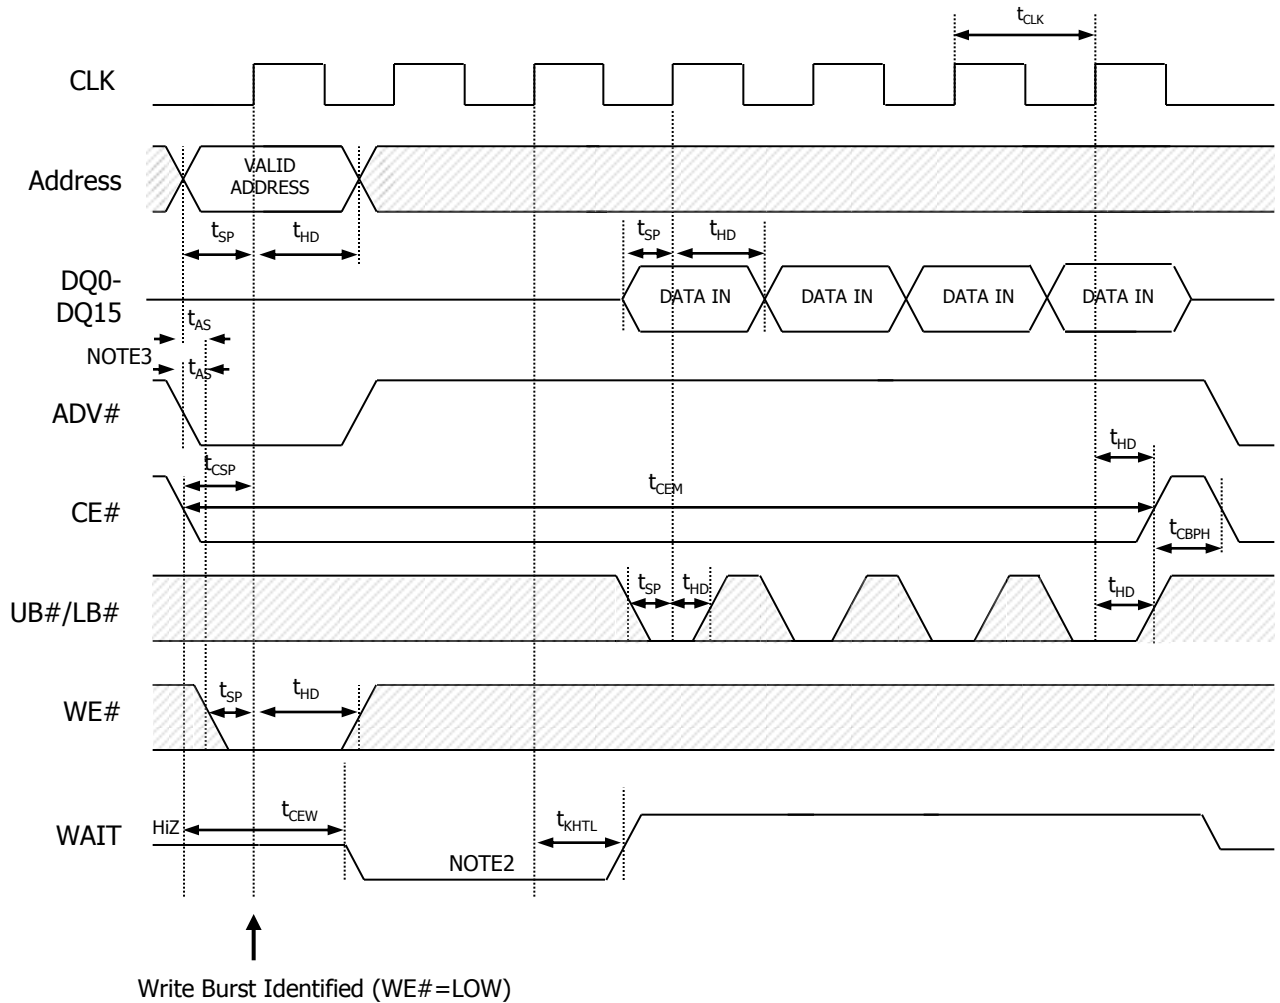 tCLK
CLK
Address
VALID
ADDRESS
tSP
tHD
tSP
tHD
DQ0-
DQ15
DATA IN
DATA IN
DATA IN
DATA IN
tAS
NOTE3
tAS
ADV#
tHD
tCSP
tCEM
CE#
tCBPH
UB#/LB#
tSP
tHD
tHD
WE#
tSP
tHD
WAIT
HiZ
tCEW
tKHTL
NOTE2
Write Burst Identified (WE#=LOW)